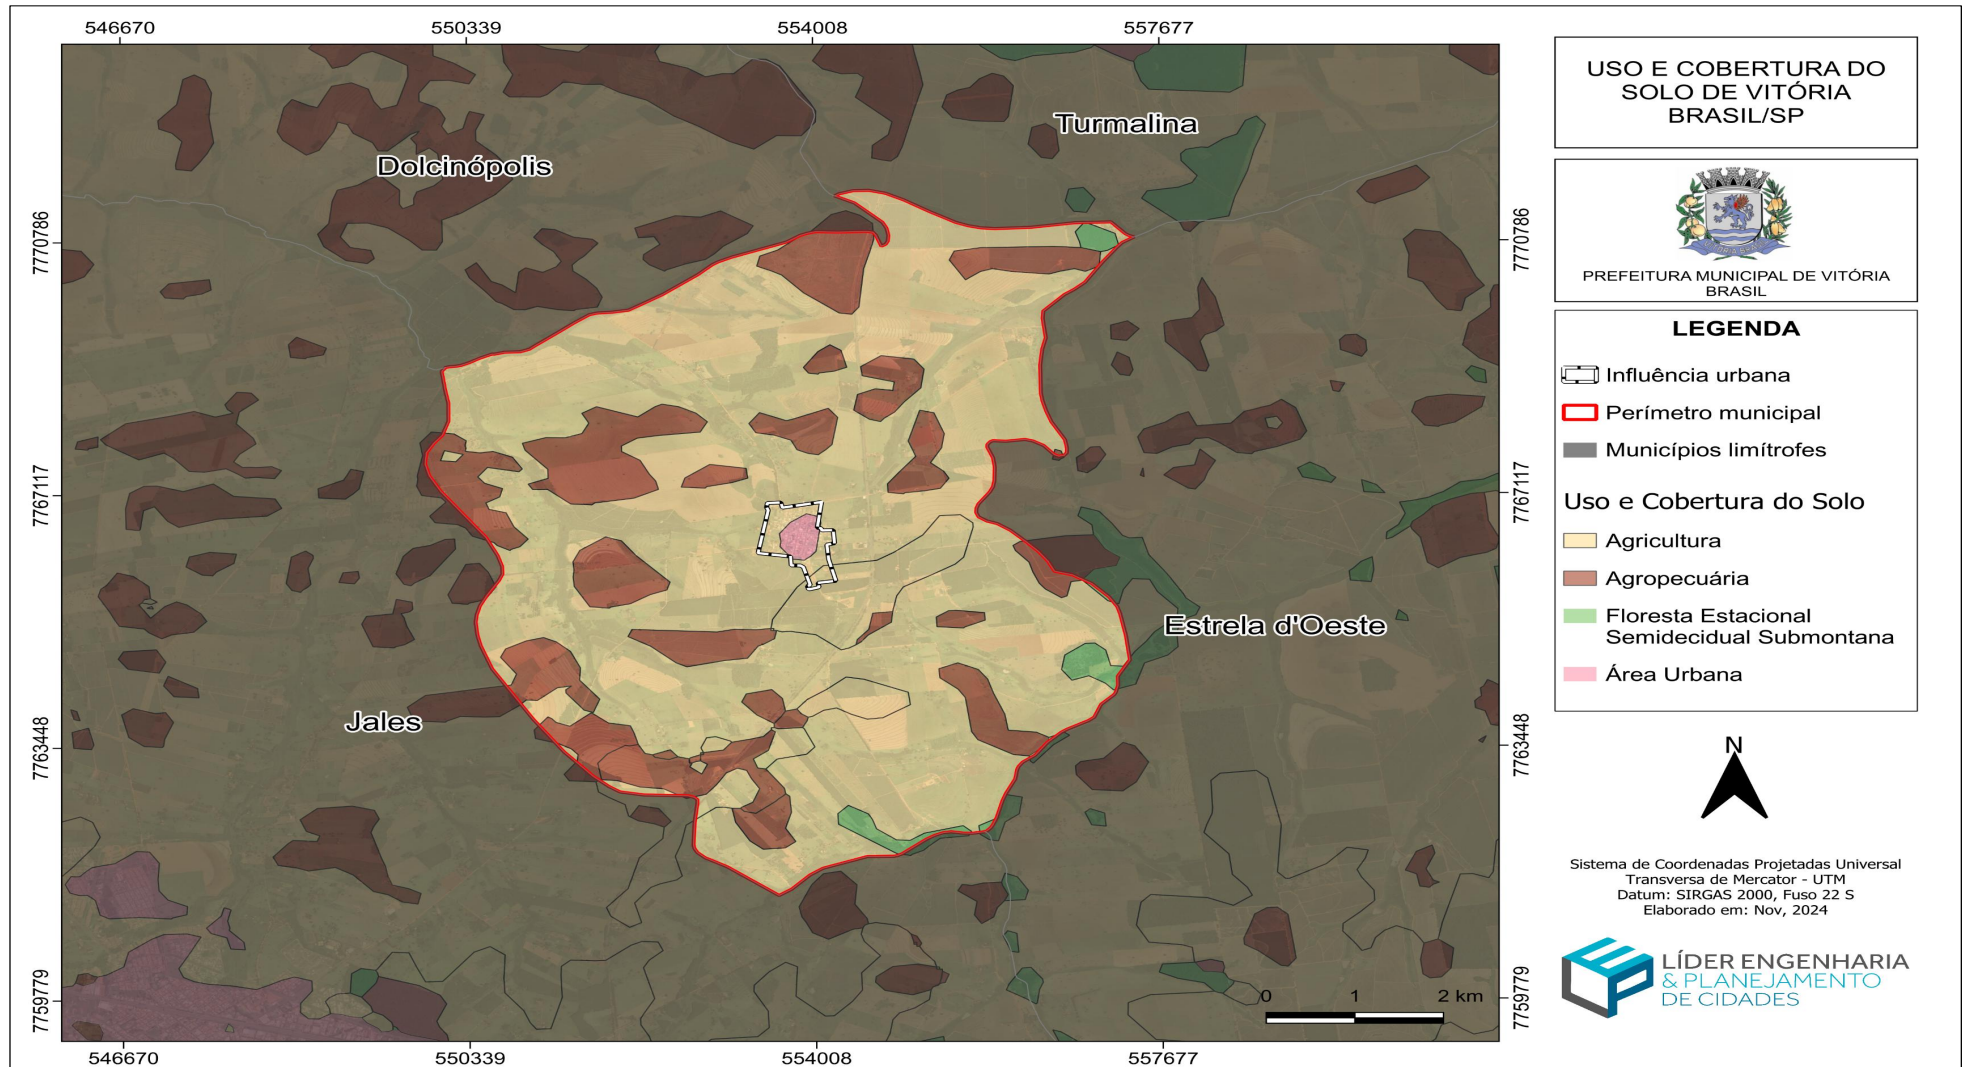 546670
550339
554008
557677
7770786
7767117
7763448
7759779
Dolcinópolis
Turmalina
Jales
Estrela d'Oeste
0 1 2 km
7770786
7767117
7763448
7759779
546670
550339
554008
557677
USO E COBERTURA DO
SOLO DE VITÓRIA
BRASIL/SP
PREFEITURA MUNICIPAL DE VITÓRIA
BRASIL
LEGENDA
Influência urbana
Perímetro municipal
Municípios limítrofes
Uso e Cobertura do Solo
Agricultura
Agropecuária
Floresta Estacional
Semidecidual Submontana
Área Urbana
N
Sistema de Coordenadas Projetadas Universal
Transversa de Mercator - UTM
Datum: SIRGAS 2000, Fuso 22 S
Elaborado em: Nov, 2024
LÍDER ENGENHARIA
& PLANEJAMENTO
DE CIDADES